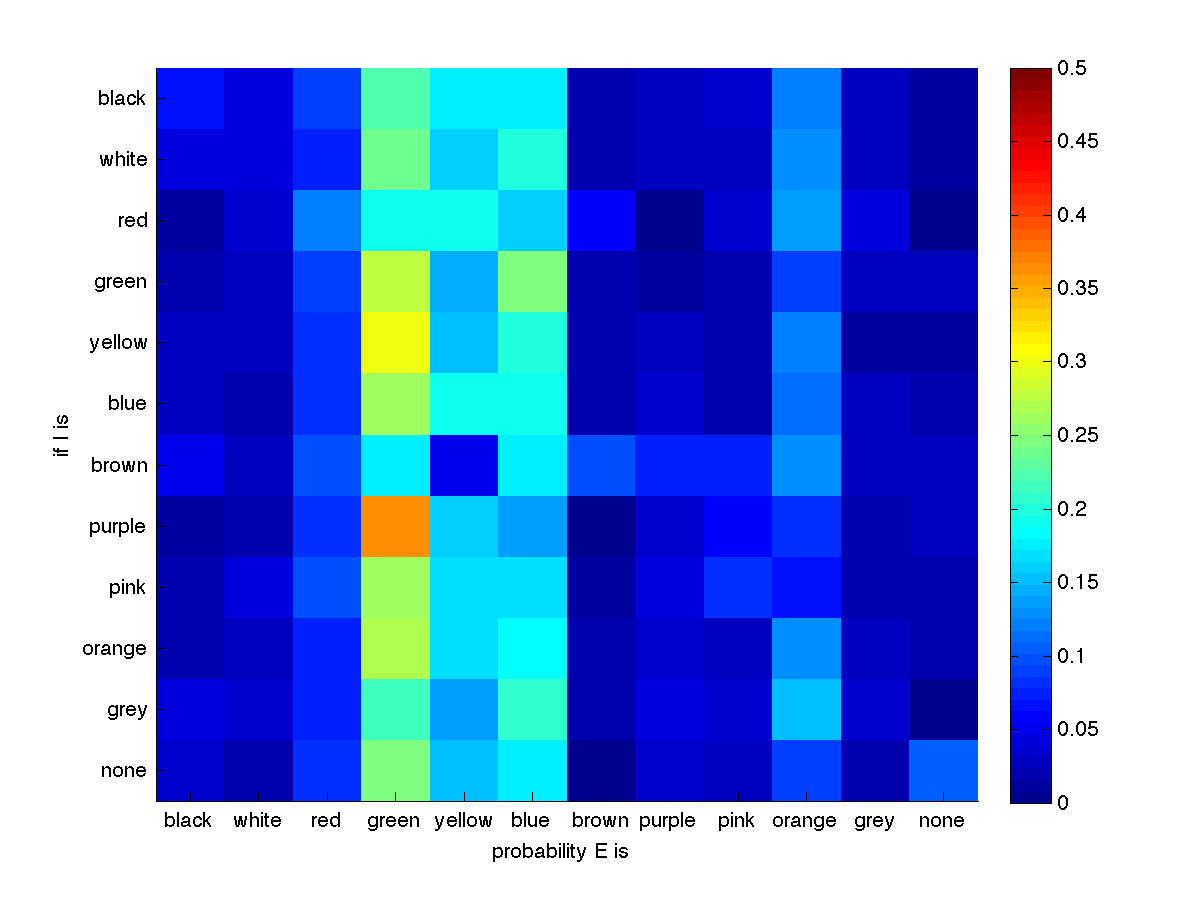 black
white
red
green
yellow
blue
brown
purple
pink
orange
grey
none
if I is
black white red green yellow blue brown purple pink orange grey none
probability E is
0.5
0.45
0.4
0.35
0.3
0.25
0.2
0.15
0.1
0.05
0